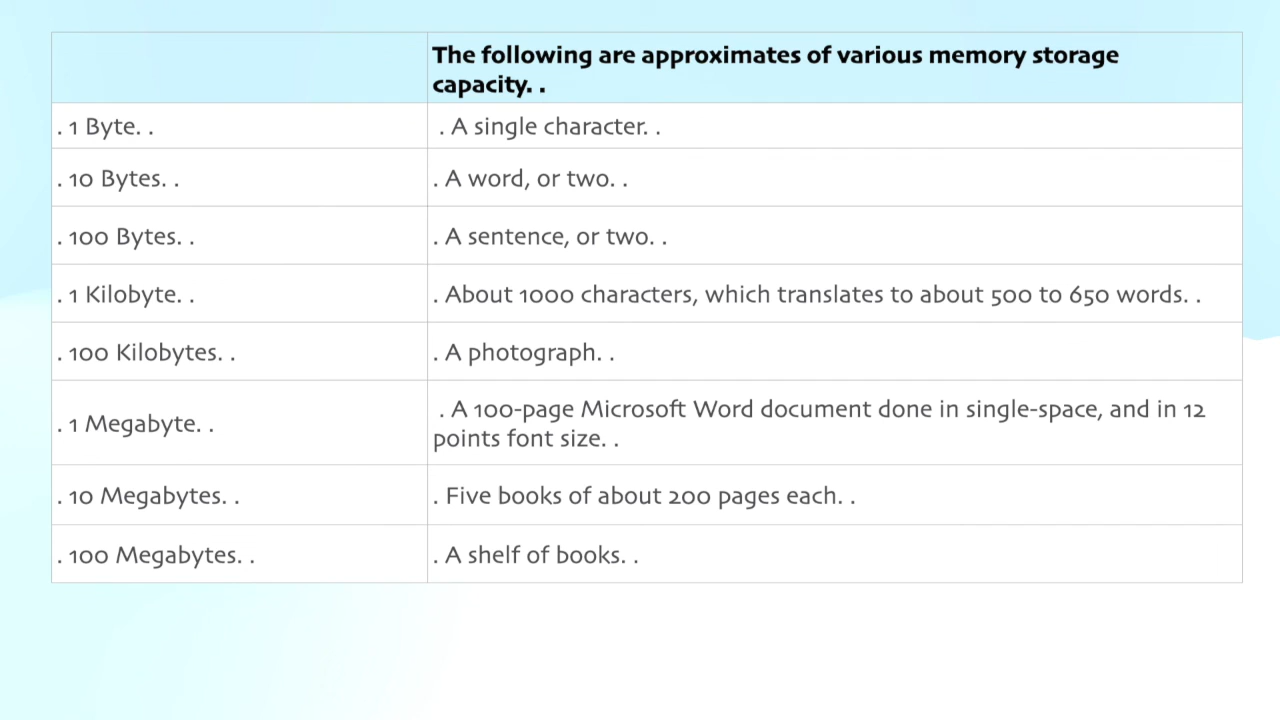 The following are approximates of various memory storage
capacity. .
. 1 Byte. .
. A single character. .
. 10 Bytes. .
. A word, or two. .
. 100 Bytes. .
. A sentence, or two. .
. 1 Kilobyte. .
. About 1000 characters, which translates to about 500 to 650 words. .
. 100 Kilobytes. .
. A photograph. .
. 1 Megabyte. .
. A 100-page Microsoft Word document done in single-space, and in 12
points font size. .
. 10 Megabytes. .
. Five books of about 200 pages each. .
. 100 Megabytes. .
. A shelf of books. .